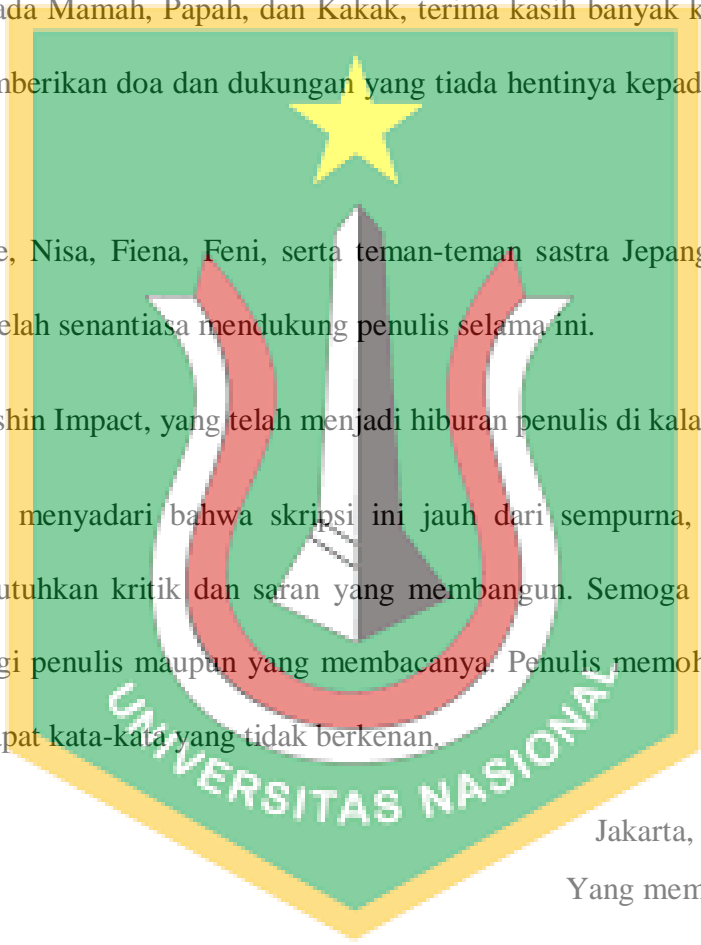 ada Mamah, Papah, dan Kakak, terima kasih banyak k
mberikan doa dan dukungan yang tiada hentinya kepad
e, Nisa, Fiena, Feni, serta teman-teman sastra Jepang
elah senantiasa mendukung penulis selama ini.
shin Impact, yang telah menjadi hiburan penulis di kala
menyadari bahwa skripsi ini jauh dari sempurna,
utuhkan kritik dan saran yang membangun. Semoga
gi penulis maupun yang membacanya. Penulis memoh
apat kata-kata yang tidak berkenan.
UNIVERSITAS NASIONAL
Jakarta,
Yang mem